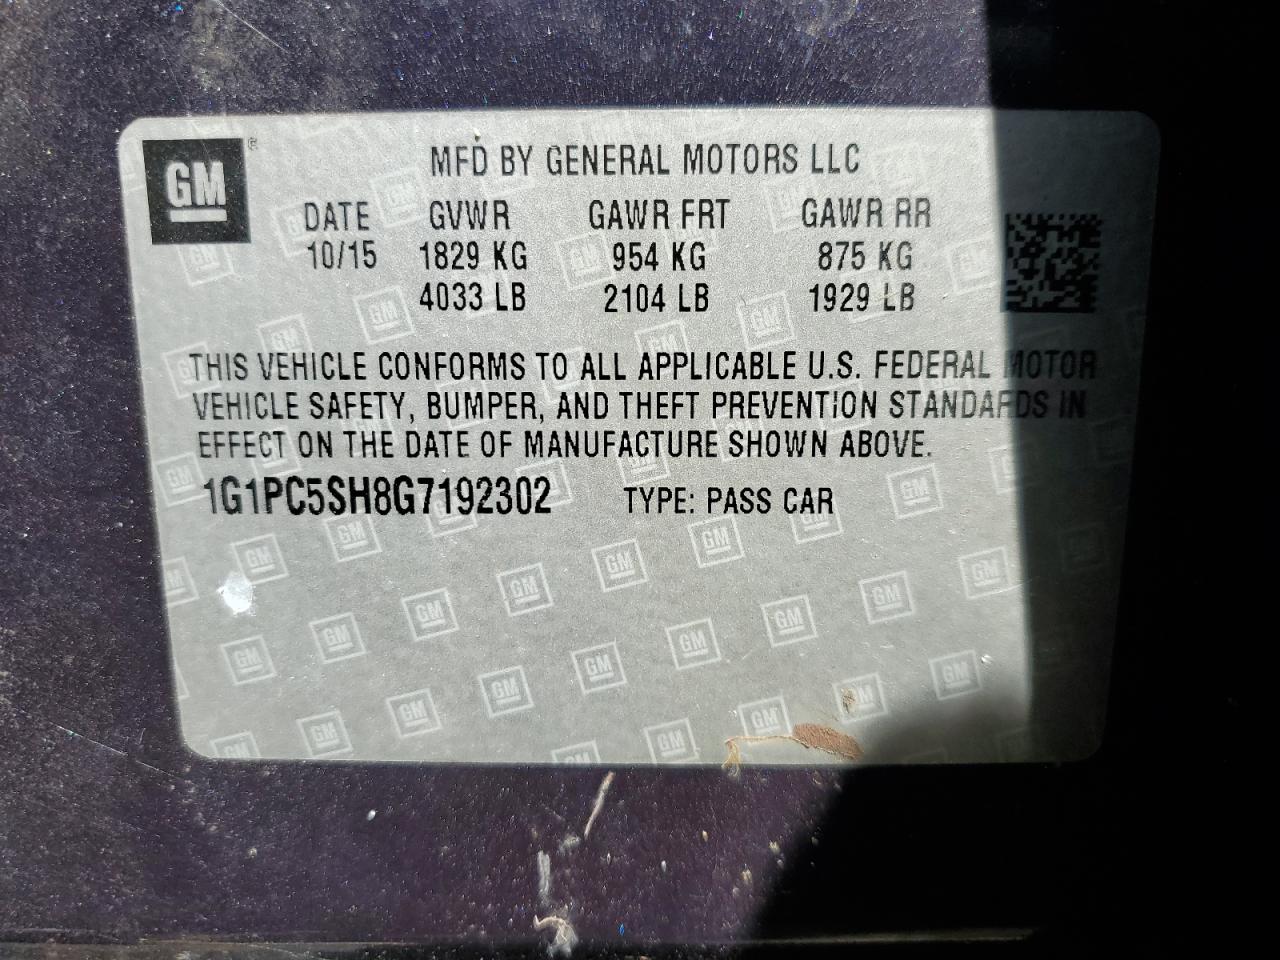 GM
MFD BY GENERAL MOTORS LLC
DATE GVWR GAWR FRT GAWR RR
10/15 1829 KG 954 KG 875 KG
4033 LB 2104 LB 1929 LB
THIS VEHICLE CONFORMS TO ALL APPLICABLE U.S. FEDERAL MOTOR
VEHICLE SAFETY, BUMPER, AND THEFT PREVENTION STANDARDS IN
EFFECT ON THE DATE OF MANUFACTURE SHOWN ABOVE.
1G1PC5SH8G7192302 TYPE: PASS CAR